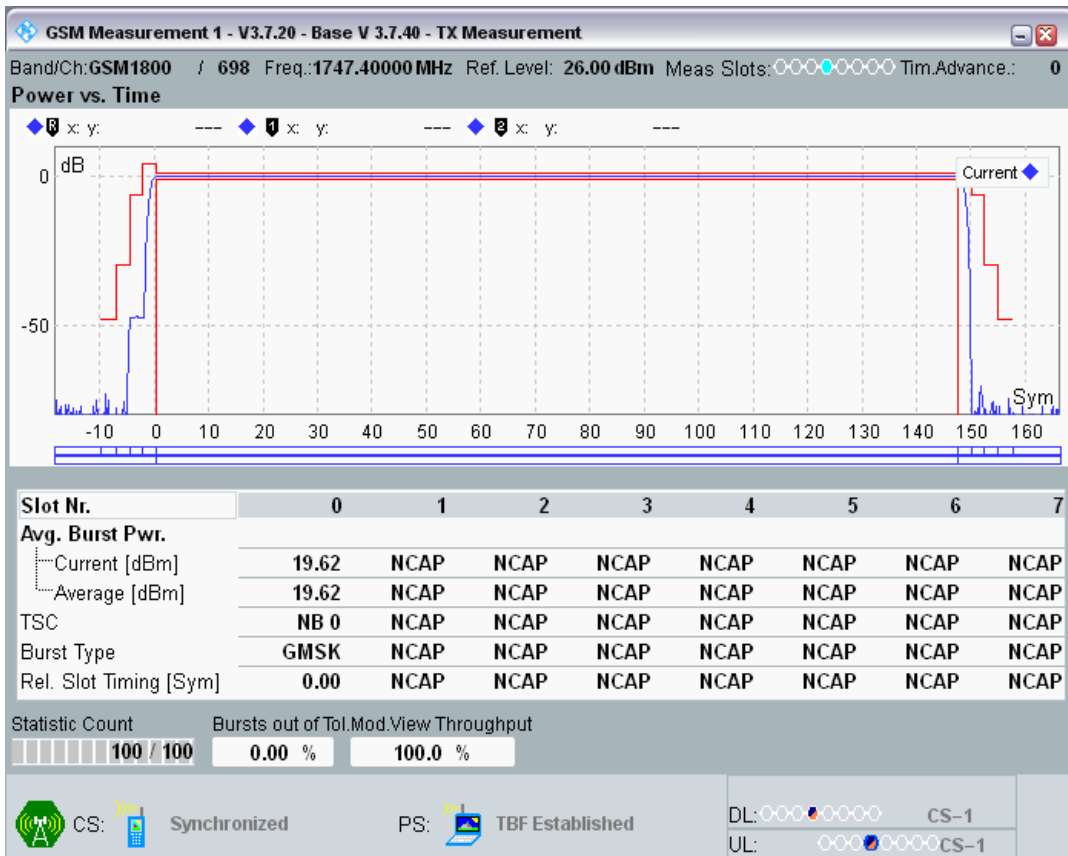 GSM Measurement 1 - V3.7.20 - Base V 3.7.40 - TX Measurement
Band/Ch:GSM1800 / 698 Freq.:1747.40000 MHz Ref. Level: 26.00 dBm Meas Slots: Tim.Advance.: 0
Power vs. Time
R x: y: --- 1 x: y: --- 2 x: y: ---
dB
Current
0
-50
Sym
-10 0 10 20 30 40 50 60 70 80 90 100 110 120 130 140 150 160
Slot Nr. 0 1 2 3 4 5 6 7
Avg. Burst Pwr.
Current [dBm] 19.62 NCAP NCAP NCAP NCAP NCAP NCAP NCAP
Average [dBm] 19.62 NCAP NCAP NCAP NCAP NCAP NCAP NCAP
TSC NB 0 NCAP NCAP NCAP NCAP NCAP NCAP NCAP
Burst Type GMSK NCAP NCAP NCAP NCAP NCAP NCAP NCAP
Rel. Slot Timing [Sym] 0.00 NCAP NCAP NCAP NCAP NCAP NCAP NCAP
Statistic Count Bursts out of Tol.Mod.View Throughput
100 / 100 0.00 % 100.0 %
CS: Synchronized PS: TBF Established
DL: CS-1
UL: CS-1